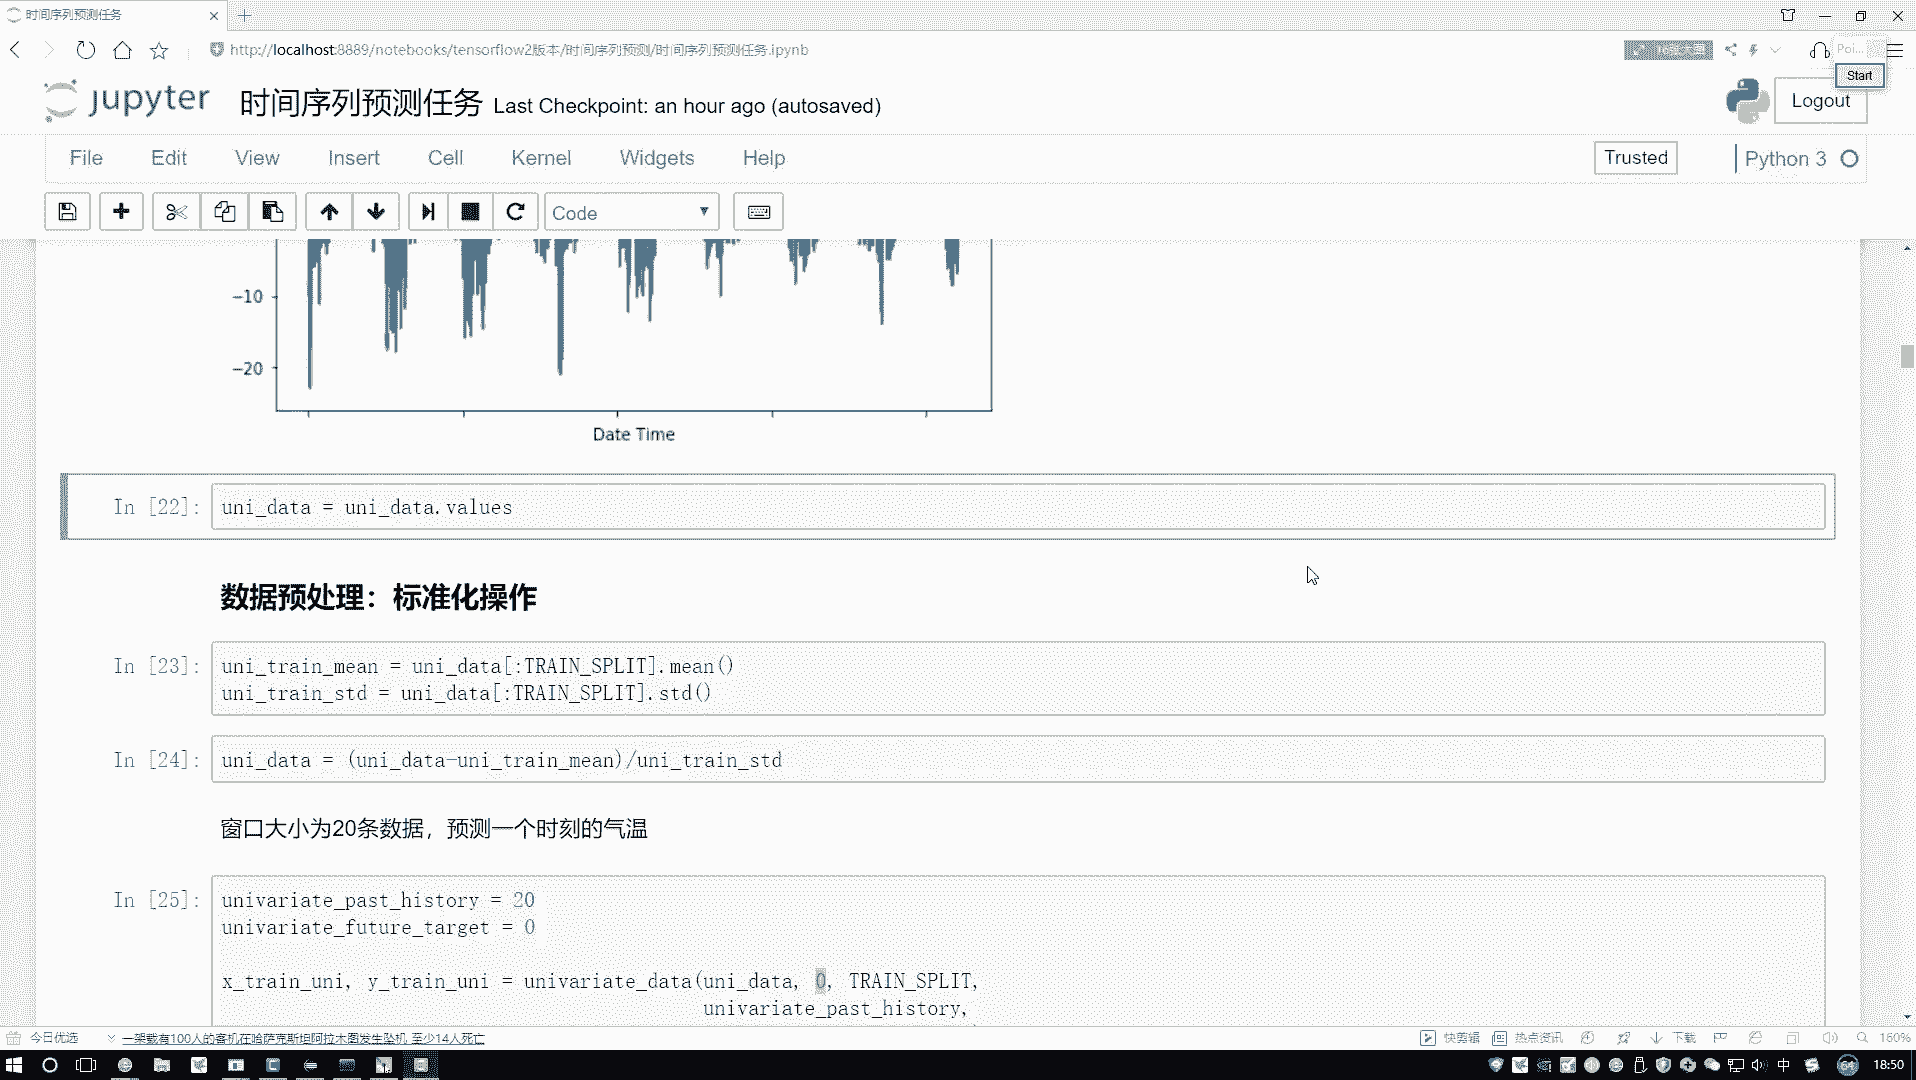 时间序列预测任务
http://localhost:8889/notebooks/tensorflow2版本/时间序列预测/时间序列预测任务.ipynb
Poi...
Start
jupyter 时间序列预测任务 Last Checkpoint: an hour ago (autosaved)
Logout
File Edit View Insert Cell Kernel Widgets Help
Trusted
Python 3
Code
−10
−20
Date Time
In [22]: uni_data = uni_data.values
数据预处理：标准化操作
In [23]: uni_train_mean = uni_data[:TRAIN_SPLIT].mean()
uni_train_std = uni_data[:TRAIN_SPLIT].std()
In [24]: uni_data = (uni_data-uni_train_mean)/uni_train_std
窗口大小为20条数据，预测一个时刻的气温
In [25]: univariate_past_history = 20
univariate_future_target = 0
x_train_uni, y_train_uni = univariate_data(uni_data, 0, TRAIN_SPLIT,
univariate_past_history,
今日优选
一架载有100人的客机在哈萨克斯坦阿拉木图发生坠机 至少14人死亡
快剪辑
热点资讯
下载
160%
中
64
18:50